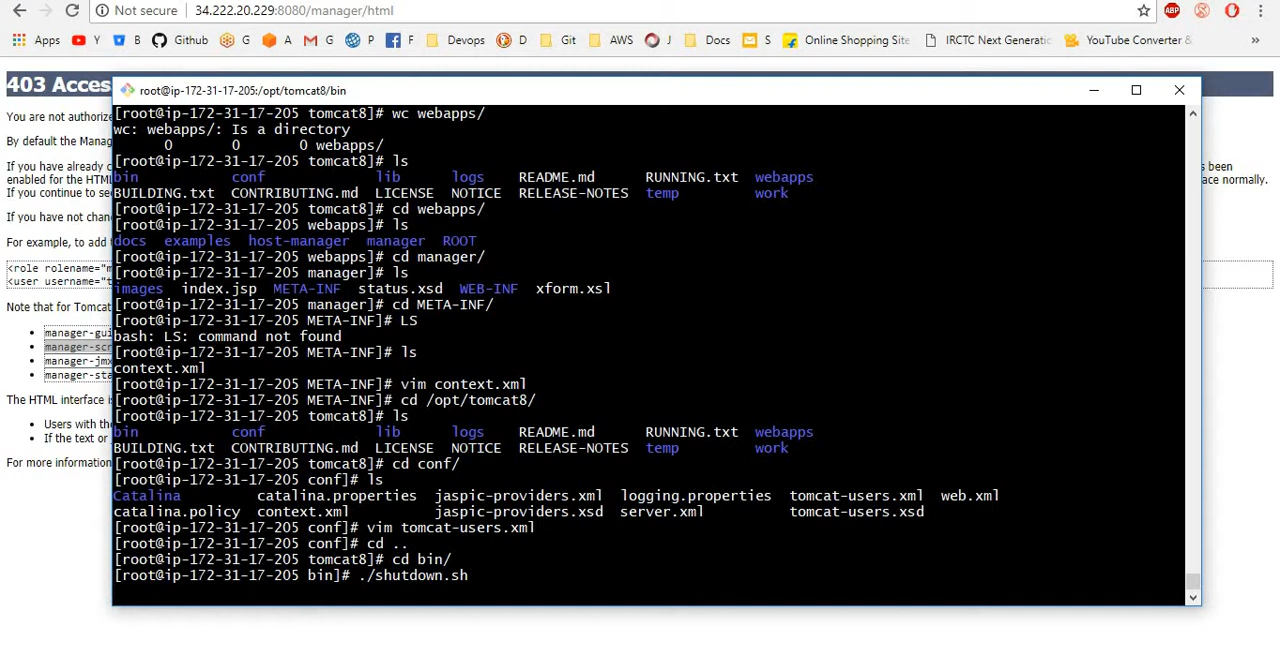 Not secure | 34.222.20.229:8080/manager/html
ABP
Apps Y B Github G A M G P F Devops D Git AWS J Docs S Online Shopping Site IRCTC Next Generatic YouTube Converter & »
403 Acces
root@ip-172-31-17-205:/opt/tomcat8/bin
You are not authoriz
By default the Manag
If you have already c
been
enabled for the HTML
ace normally.
If you continue to se
If you have not chan
For example, to add t
<role rolename="m
<user username="t
Note that for Tomcat
manager-gui
manager-scr
manager-jmx
manager-sta
The HTML interface is
Users with the
If the text or
For more information
[root@ip-172-31-17-205 tomcat8]# wc webapps/
wc: webapps/: Is a directory
0 0 0 webapps/
[root@ip-172-31-17-205 tomcat8]# ls
bin conf lib logs README.md RUNNING.txt webapps
BUILDING.txt CONTRIBUTING.md LICENSE NOTICE RELEASE-NOTES temp work
[root@ip-172-31-17-205 tomcat8]# cd webapps/
[root@ip-172-31-17-205 webapps]# ls
docs examples host-manager manager ROOT
[root@ip-172-31-17-205 webapps]# cd manager/
[root@ip-172-31-17-205 manager]# ls
images index.jsp META-INF status.xsd WEB-INF xform.xsl
[root@ip-172-31-17-205 manager]# cd META-INF/
[root@ip-172-31-17-205 META-INF]# LS
bash: LS: command not found
[root@ip-172-31-17-205 META-INF]# ls
context.xml
[root@ip-172-31-17-205 META-INF]# vim context.xml
[root@ip-172-31-17-205 META-INF]# cd /opt/tomcat8/
[root@ip-172-31-17-205 tomcat8]# ls
bin conf lib logs README.md RUNNING.txt webapps
BUILDING.txt CONTRIBUTING.md LICENSE NOTICE RELEASE-NOTES temp work
[root@ip-172-31-17-205 tomcat8]# cd conf/
[root@ip-172-31-17-205 conf]# ls
Catalina catalina.properties jaspic-providers.xml logging.properties tomcat-users.xml web.xml
catalina.policy context.xml jaspic-providers.xsd server.xml tomcat-users.xsd
[root@ip-172-31-17-205 conf]# vim tomcat-users.xml
[root@ip-172-31-17-205 conf]# cd ..
[root@ip-172-31-17-205 tomcat8]# cd bin/
[root@ip-172-31-17-205 bin]# ./shutdown.sh